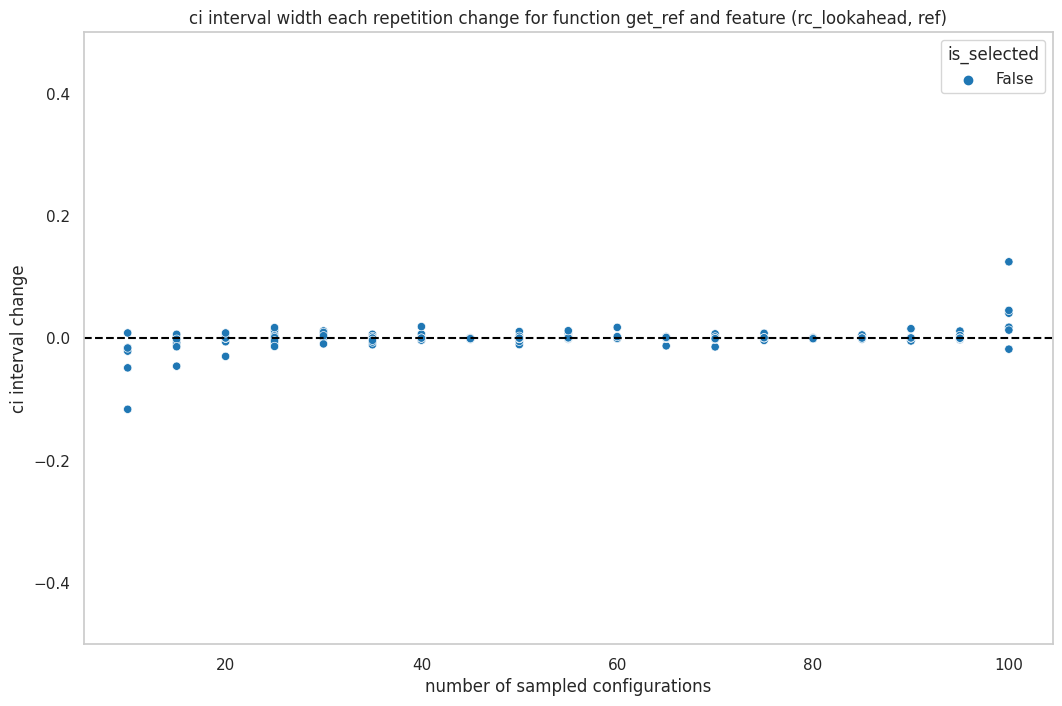 ci interval width each repetition change for function get_ref and feature (rc_lookahead, ref)
is_selected
False
ci interval change
0.4
0.2
0.0
−0.2
−0.4
20
40
60
80
100
number of sampled configurations